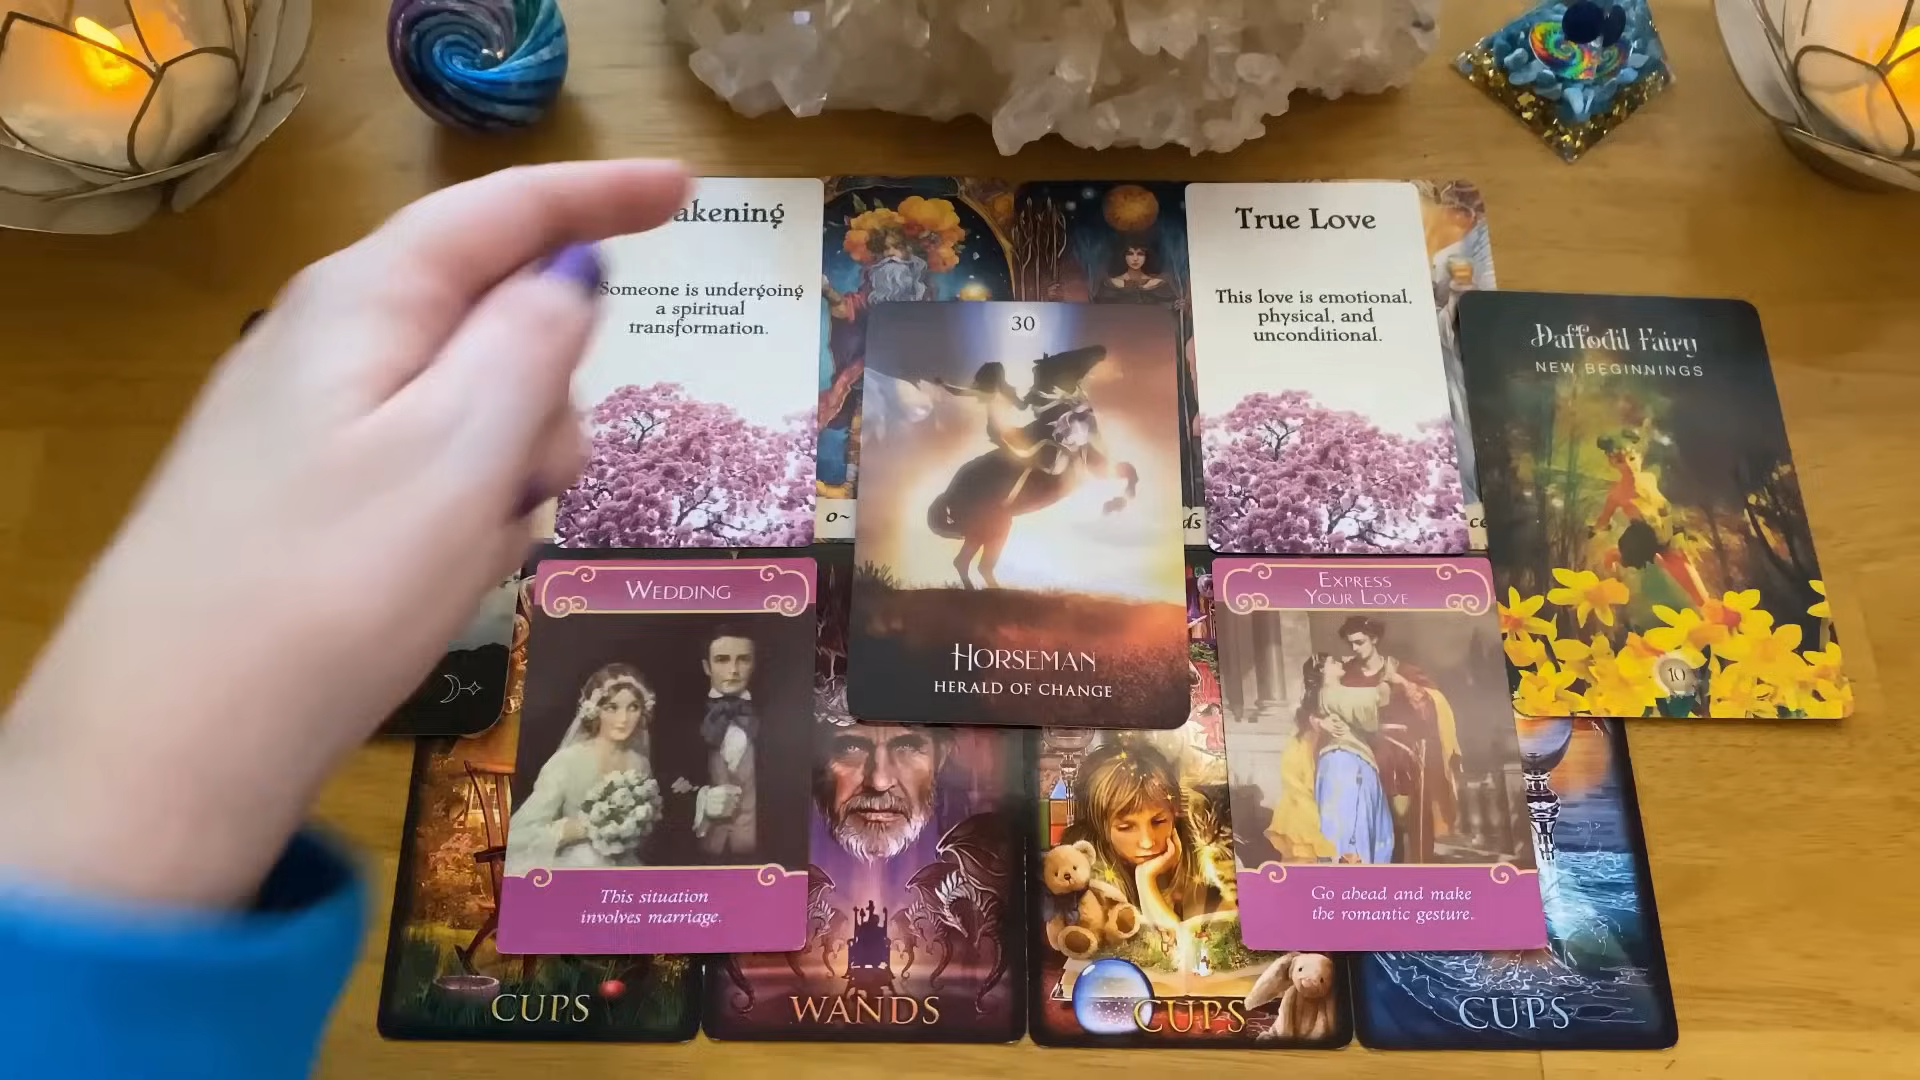 akening
Someone is undergoing
a spiritual
transformation.
30
HORSEMAN
HERALD OF CHANGE
True Love
This love is emotional,
physical, and
unconditional.
Daffodil Fairy
NEW BEGINNINGS
10
o~
ds
ce
WEDDING
This situation
involves marriage.
EXPRESS
YOUR LOVE
Go ahead and make
the romantic gesture.
CUPS
WANDS
CUPS
CUPS